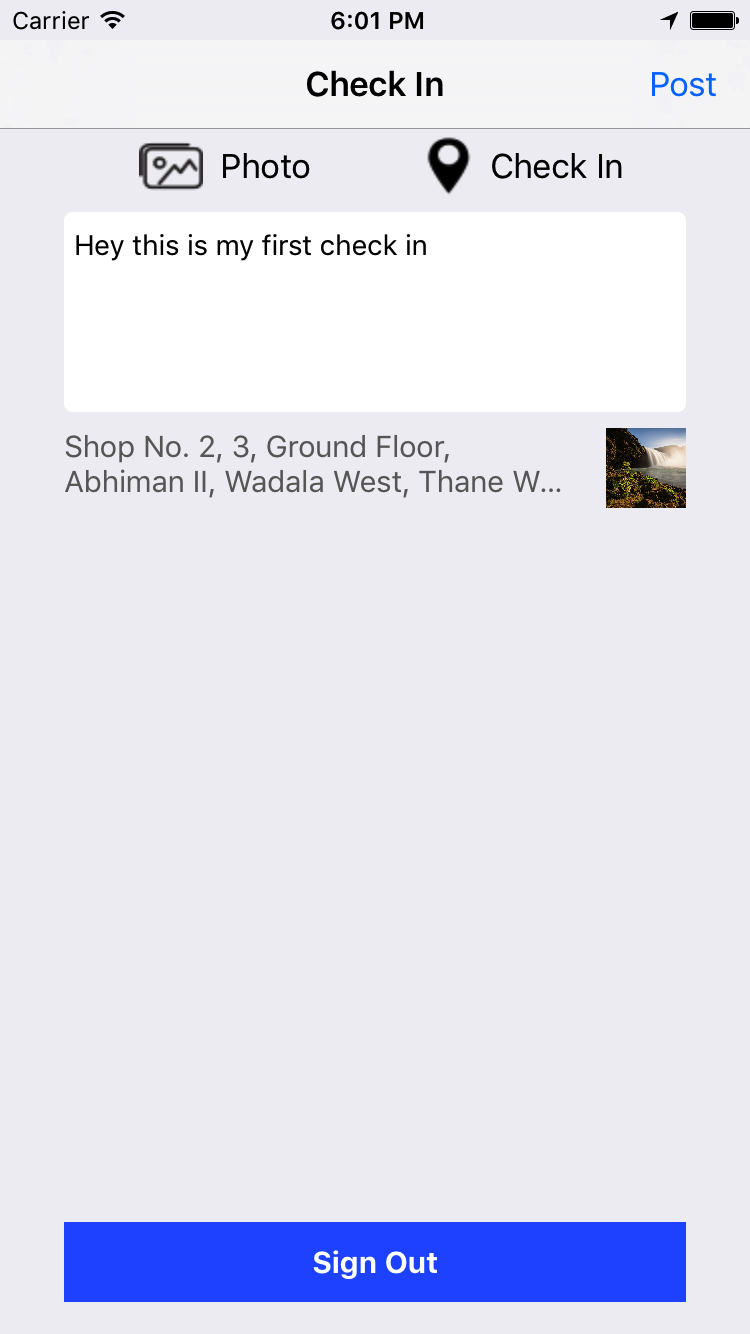 Carrier 6:01 PM
Check In Post
Photo Check In
Hey this is my first check in
Shop No. 2, 3, Ground Floor,
Abhiman II, Wadala West, Thane W...
Sign Out